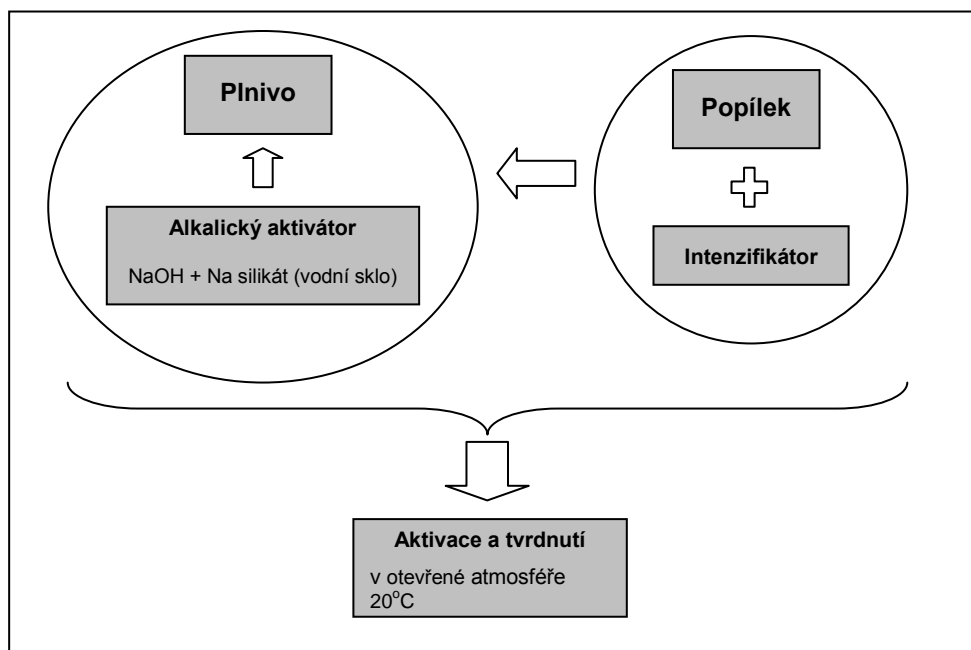 Plnivo
Alkalický aktivátor
NaOH + Na silikát (vodní sklo)
Popílek
Intenzifikátor
Aktivace a tvrdnutí
v otevřené atmosféře
20°C